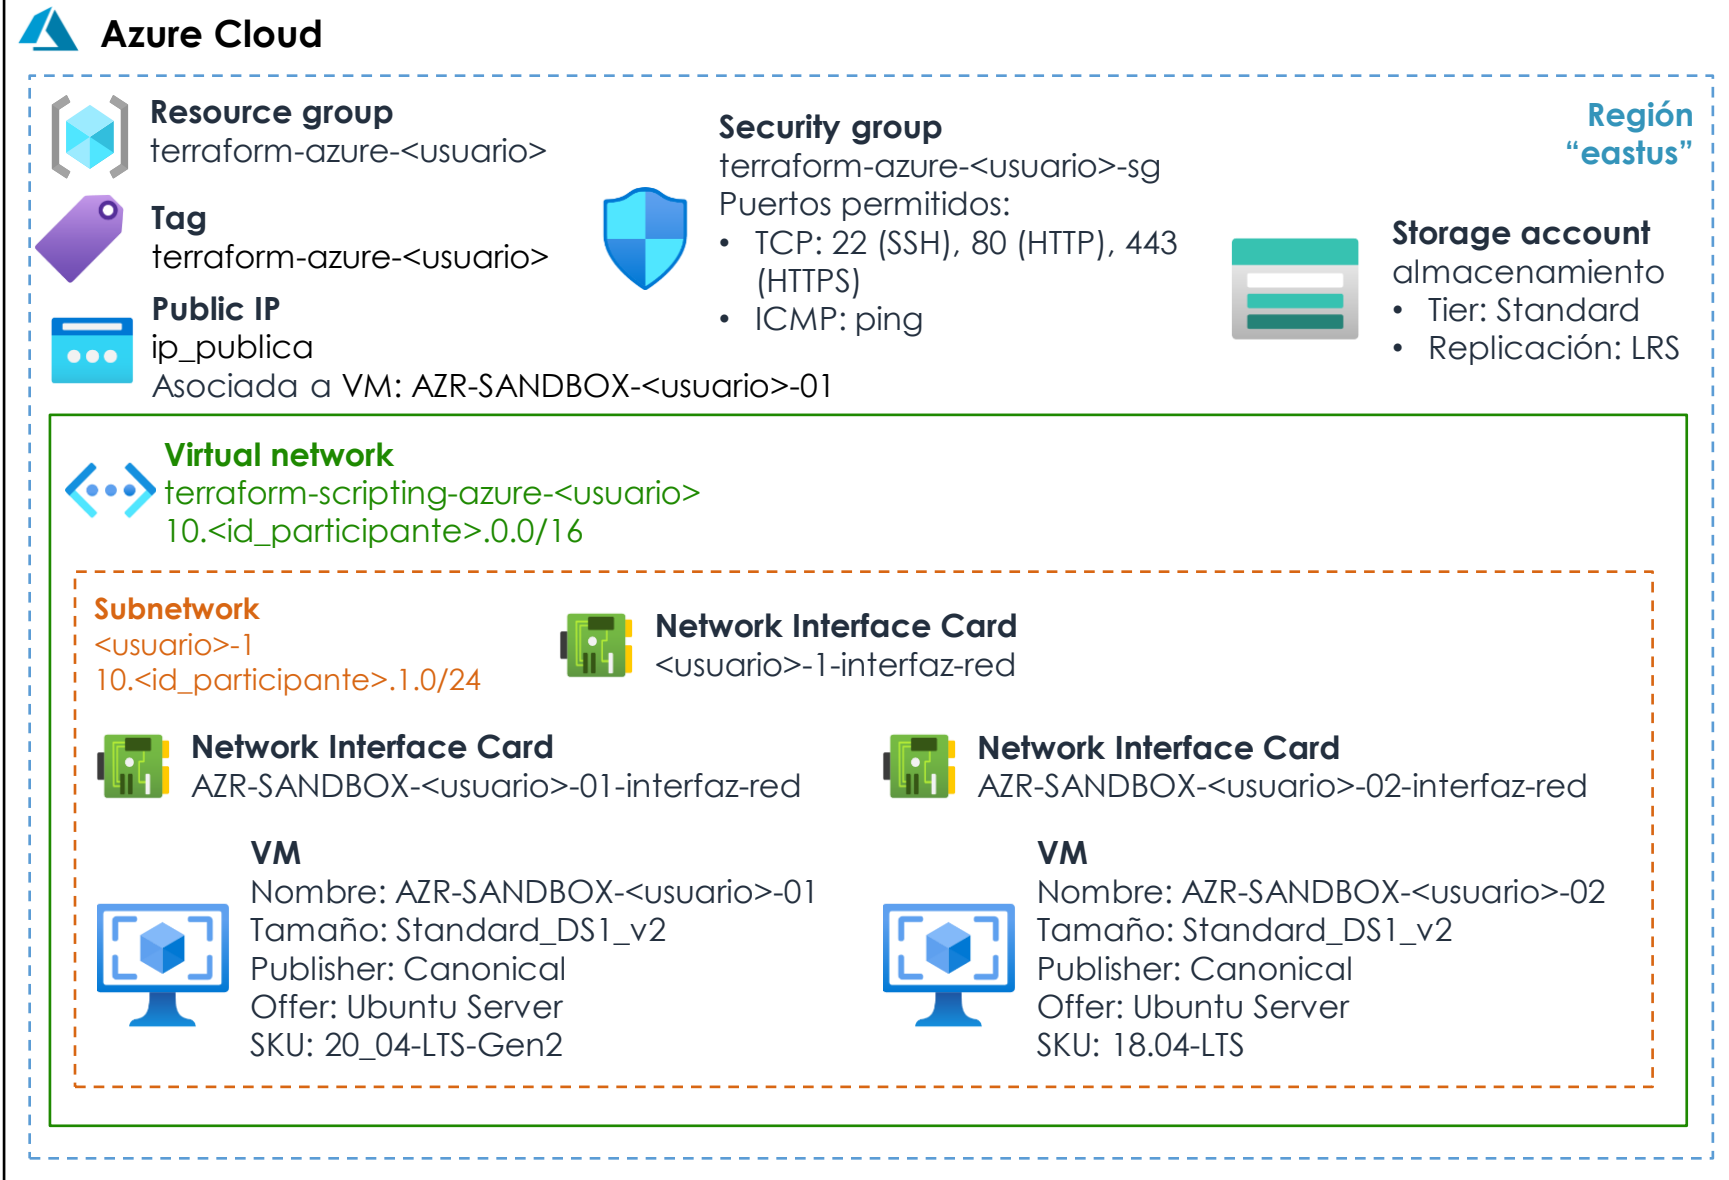 Azure Cloud
Resource group
terraform-azure-<usuario>
Tag
terraform-azure-<usuario>
Public IP
ip_publica
Asociada a VM: AZR-SANDBOX-<usuario>-01
Security group
terraform-azure-<usuario>-sg
Puertos permitidos:
• TCP: 22 (SSH), 80 (HTTP), 443
(HTTPS)
• ICMP: ping
Región
“eastus”
Storage account
almacenamiento
• Tier: Standard
• Replicación: LRS
Virtual network
terraform-scripting-azure-<usuario>
10.<id_participante>.0.0/16
Subnetwork
<usuario>-1
10.<id_participante>.1.0/24
Network Interface Card
<usuario>-1-interfaz-red
Network Interface Card
AZR-SANDBOX-<usuario>-01-interfaz-red
Network Interface Card
AZR-SANDBOX-<usuario>-02-interfaz-red
VM
Nombre: AZR-SANDBOX-<usuario>-01
Tamaño: Standard_DS1_v2
Publisher: Canonical
Offer: Ubuntu Server
SKU: 20_04-LTS-Gen2
VM
Nombre: AZR-SANDBOX-<usuario>-02
Tamaño: Standard_DS1_v2
Publisher: Canonical
Offer: Ubuntu Server
SKU: 18.04-LTS